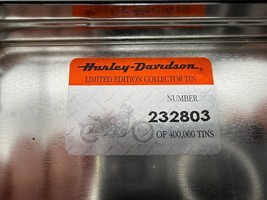 Harley-Davidson
LIMITED EDITION COLLECTOR TIN
NUMBER
232803
OF 400,000 TINS